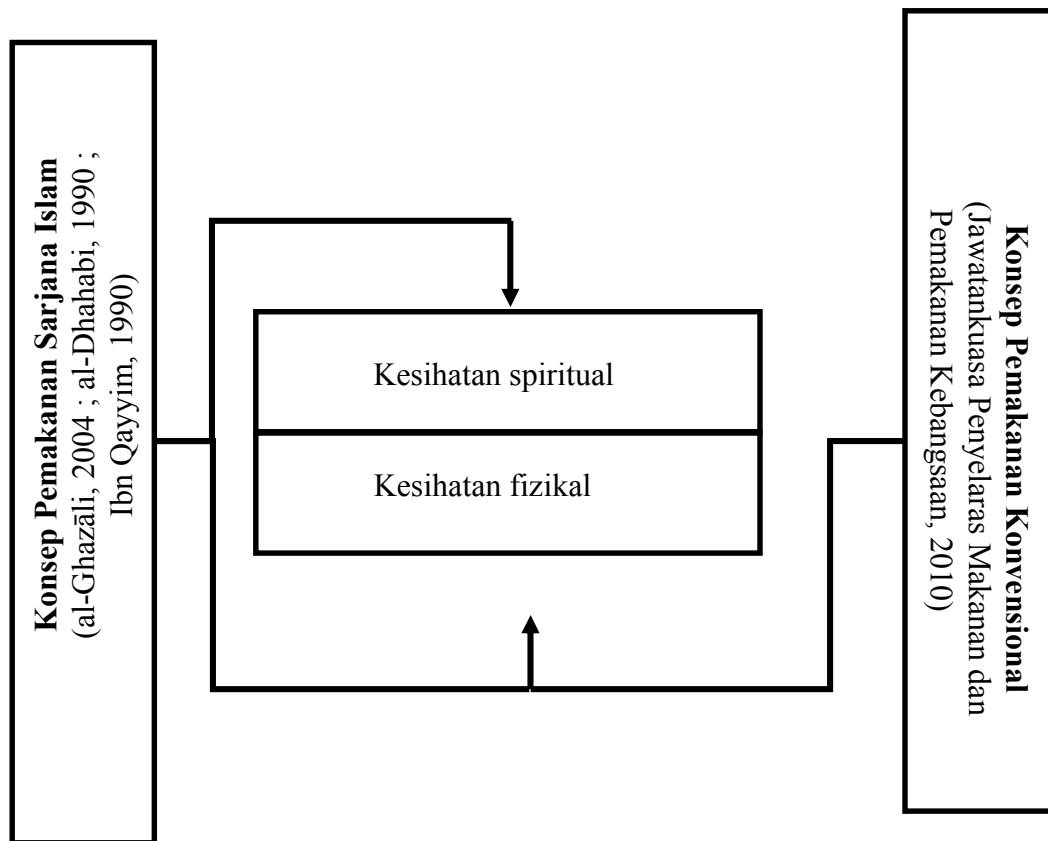 Konsep Pemakanan Sarjana Islam
(al-Ghazāli, 2004 ; al-Dhahabi, 1990 ;
Ibn Qayyim, 1990)
Kesihatan spiritual
Kesihatan fizikal
Konsep Pemakanan Konvensional
(Jawatankuasa Penyelaras Makanan dan
Pemakanan Kebangsaan, 2010)